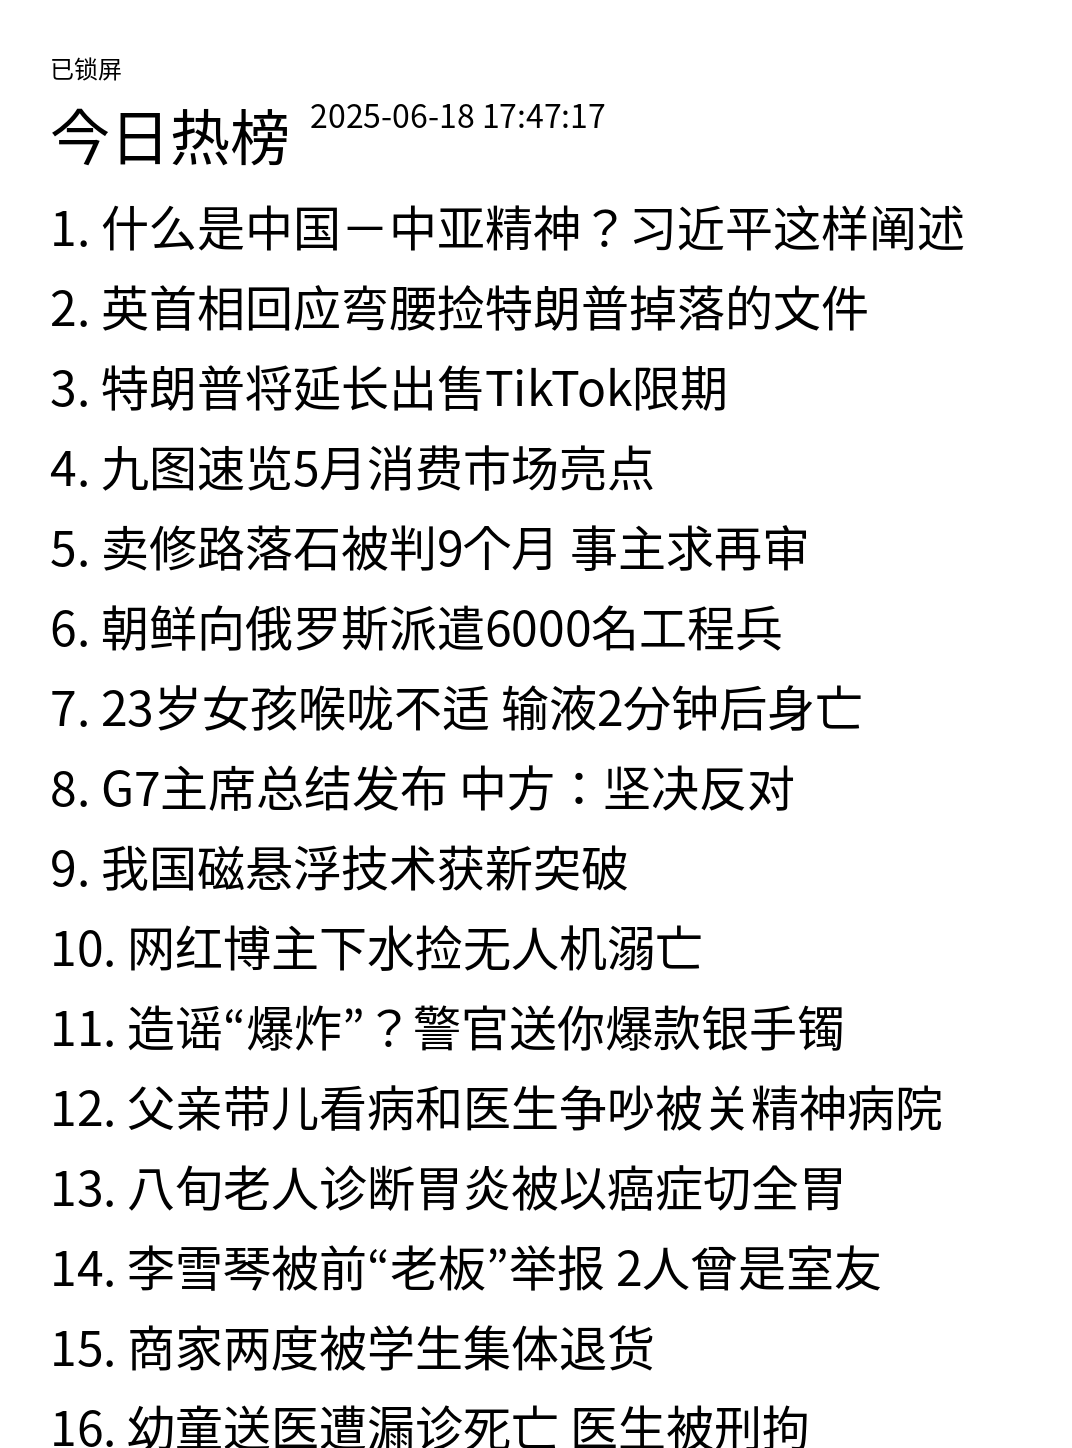 已锁屏
今日热榜 2025-06-18 17:47:17
1. 什么是中国－中亚精神？习近平这样阐述
2. 英首相回应弯腰捡特朗普掉落的文件
3. 特朗普将延长出售TikTok限期
4. 九图速览5月消费市场亮点
5. 卖修路落石被判9个月 事主求再审
6. 朝鲜向俄罗斯派遣6000名工程兵
7. 23岁女孩喉咙不适 输液2分钟后身亡
8. G7主席总结发布 中方：坚决反对
9. 我国磁悬浮技术获新突破
10. 网红博主下水捡无人机溺亡
11. 造谣“爆炸”？警官送你爆款银手镯
12. 父亲带儿看病和医生争吵被关精神病院
13. 八旬老人诊断胃炎被以癌症切全胃
14. 李雪琴被前“老板”举报 2人曾是室友
15. 商家两度被学生集体退货
16. 幼童送医遭漏诊死亡 医生被刑拘